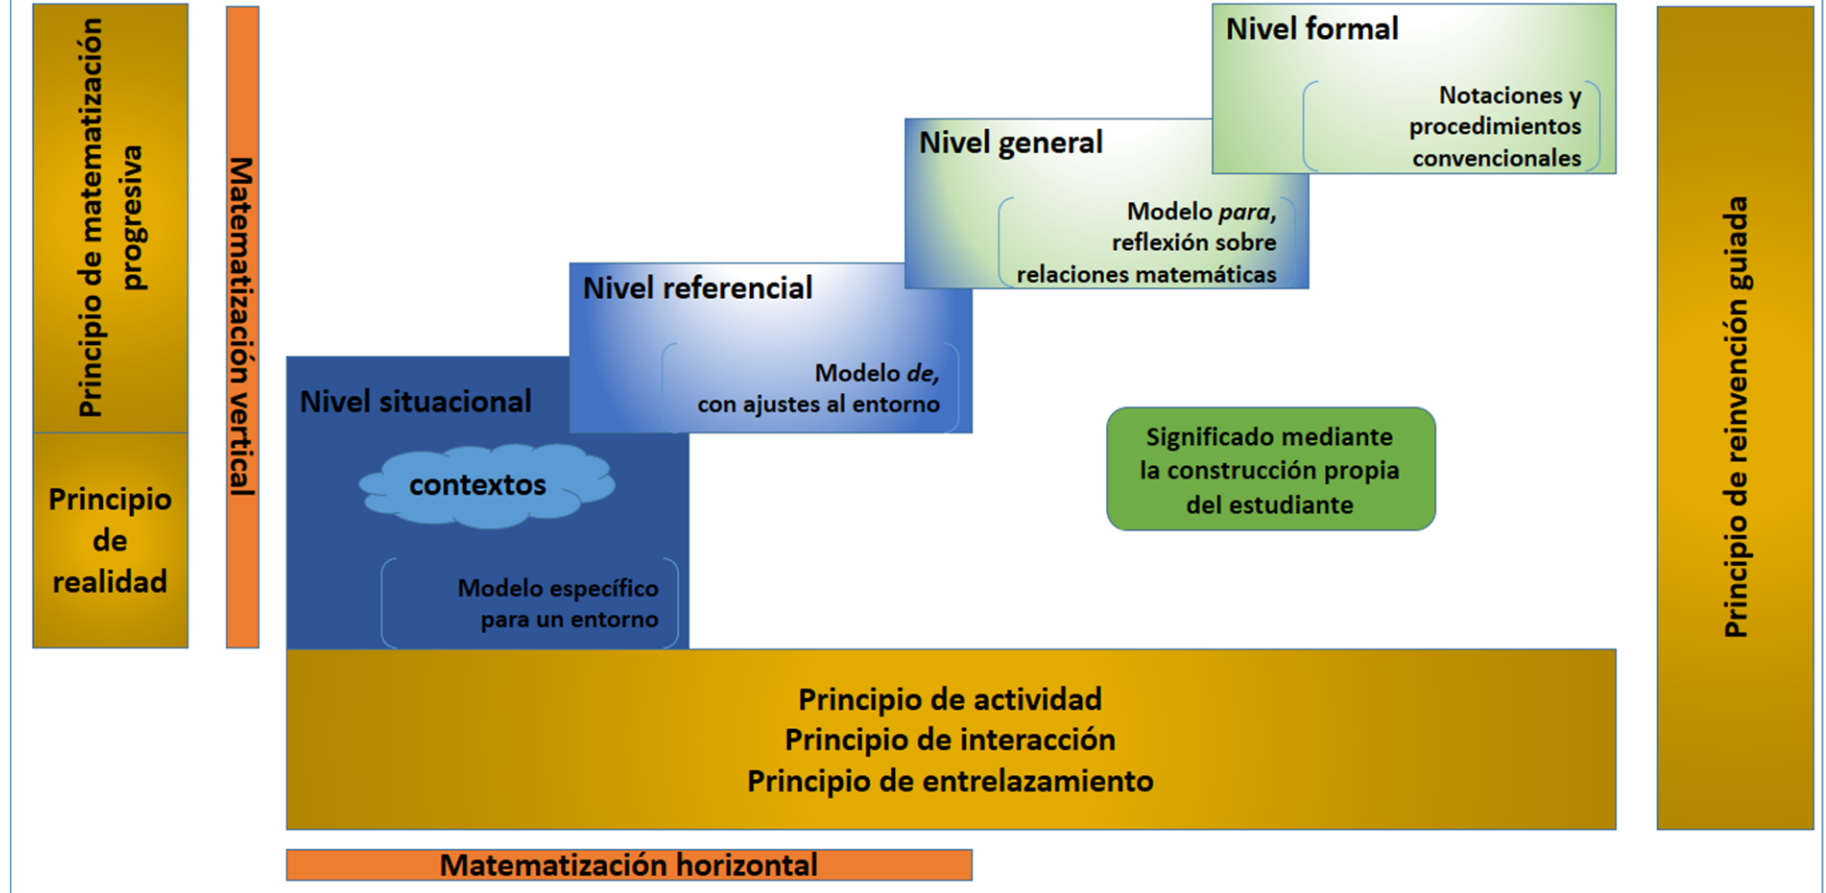 Principio de matematización
progresiva
Principio
de
realidad
Matematización vertical
Nivel situacional
contextos
Modelo específico
para un entorno
Nivel referencial
Modelo de,
con ajustes al entorno
Nivel general
Modelo para,
reflexión sobre
relaciones matemáticas
Nivel formal
Notaciones y
procedimientos
convencionales
Significado mediante
la construcción propia
del estudiante
Principio de reinvención guiada
Principio de actividad
Principio de interacción
Principio de entrelazamiento
Matematización horizontal